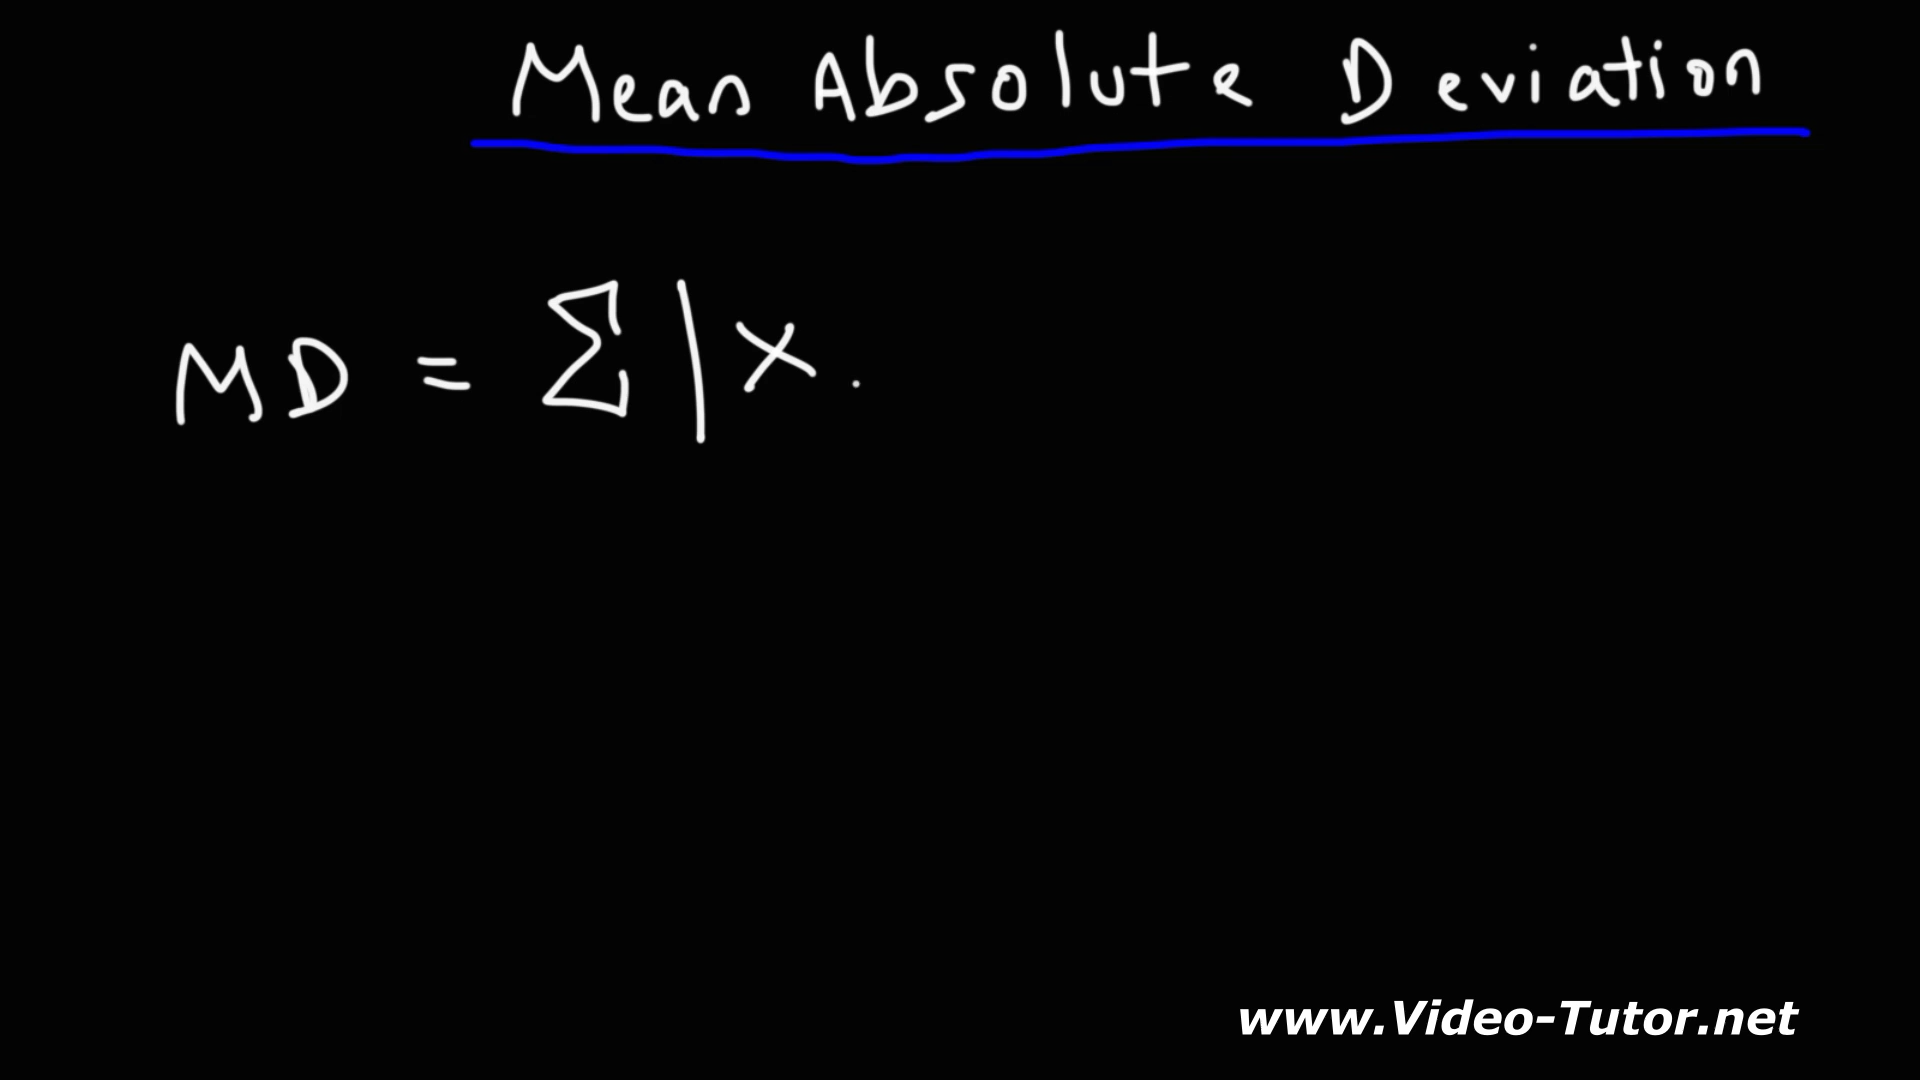 Mean Absolute Deviation
MD = Σ | x .
www.Video-Tutor.net